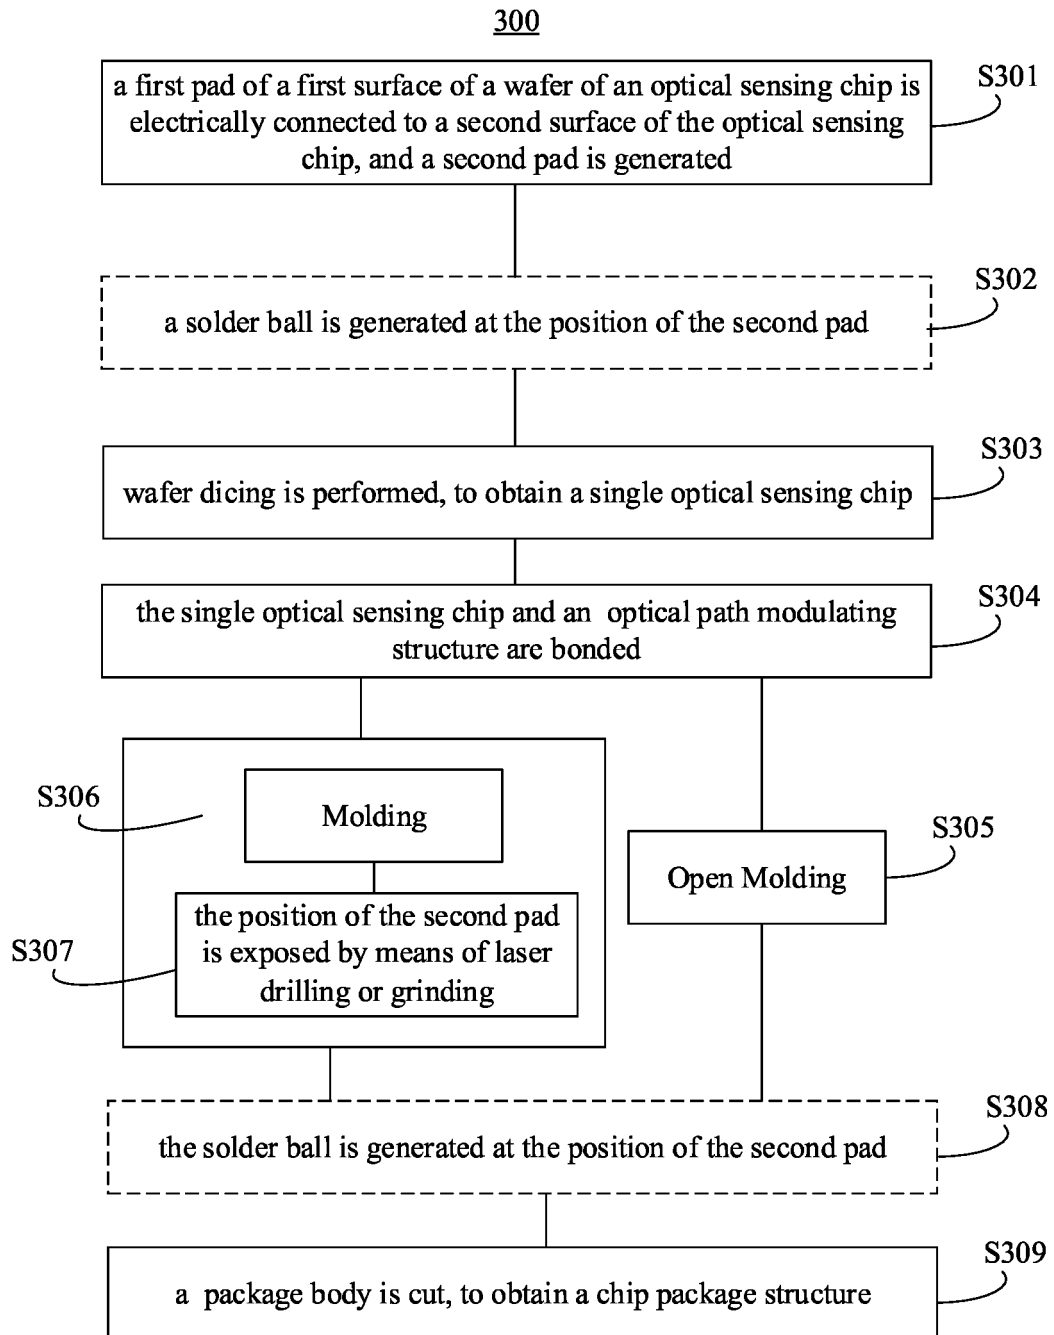 300
a first pad of a first surface of a wafer of an optical sensing chip is
electrically connected to a second surface of the optical sensing
chip, and a second pad is generated
S301
a solder ball is generated at the position of the second pad
S302
wafer dicing is performed, to obtain a single optical sensing chip
S303
the single optical sensing chip and an optical path modulating
structure are bonded
S304
S306
Molding
S305
Open Molding
S307
the position of the second pad
is exposed by means of laser
drilling or grinding
the solder ball is generated at the position of the second pad
S308
a package body is cut, to obtain a chip package structure
S309